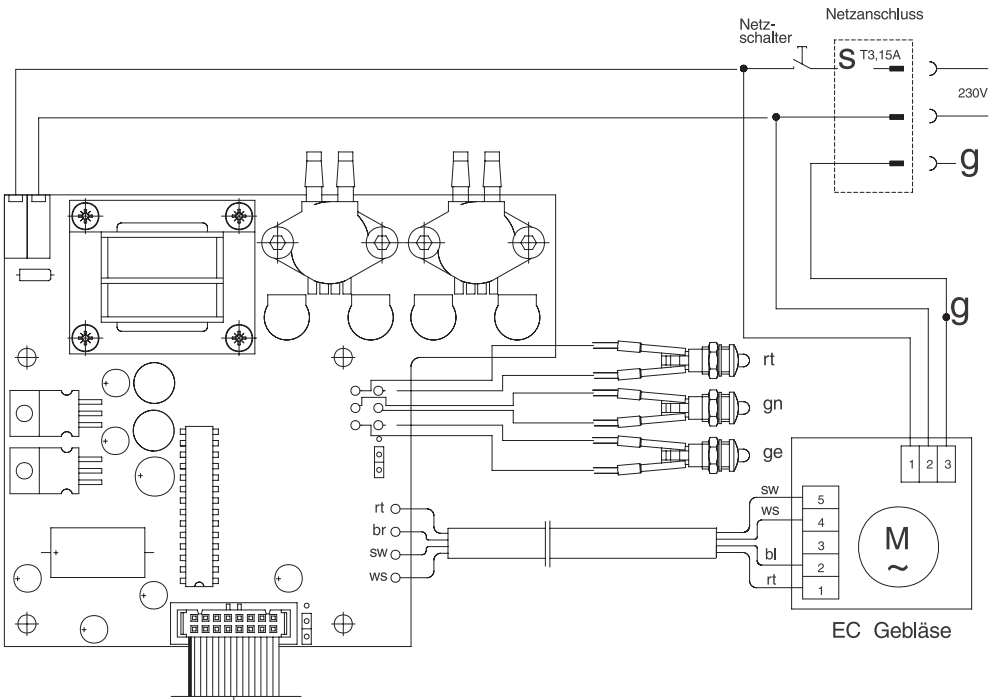 Netzanschluss
Netz-
schalter
S T3,15A
230V
g
g
rt
gn
ge
rt
br
sw
ws
sw
ws
bl
rt
1 2 3
5
4
3
2
1
M
~
EC Gebläse